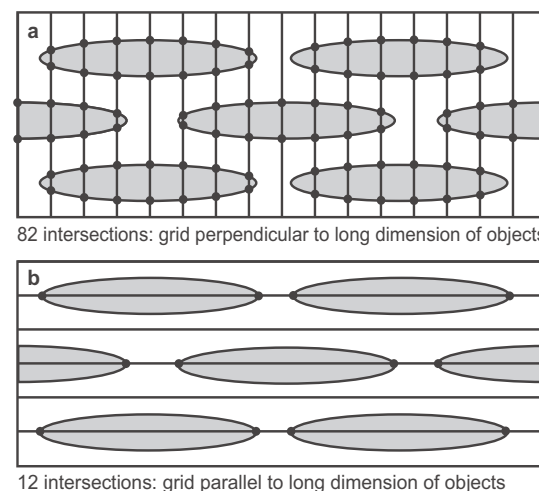 a
82 intersections: grid perpendicular to long dimension of objects
b
12 intersections: grid parallel to long dimension of objects